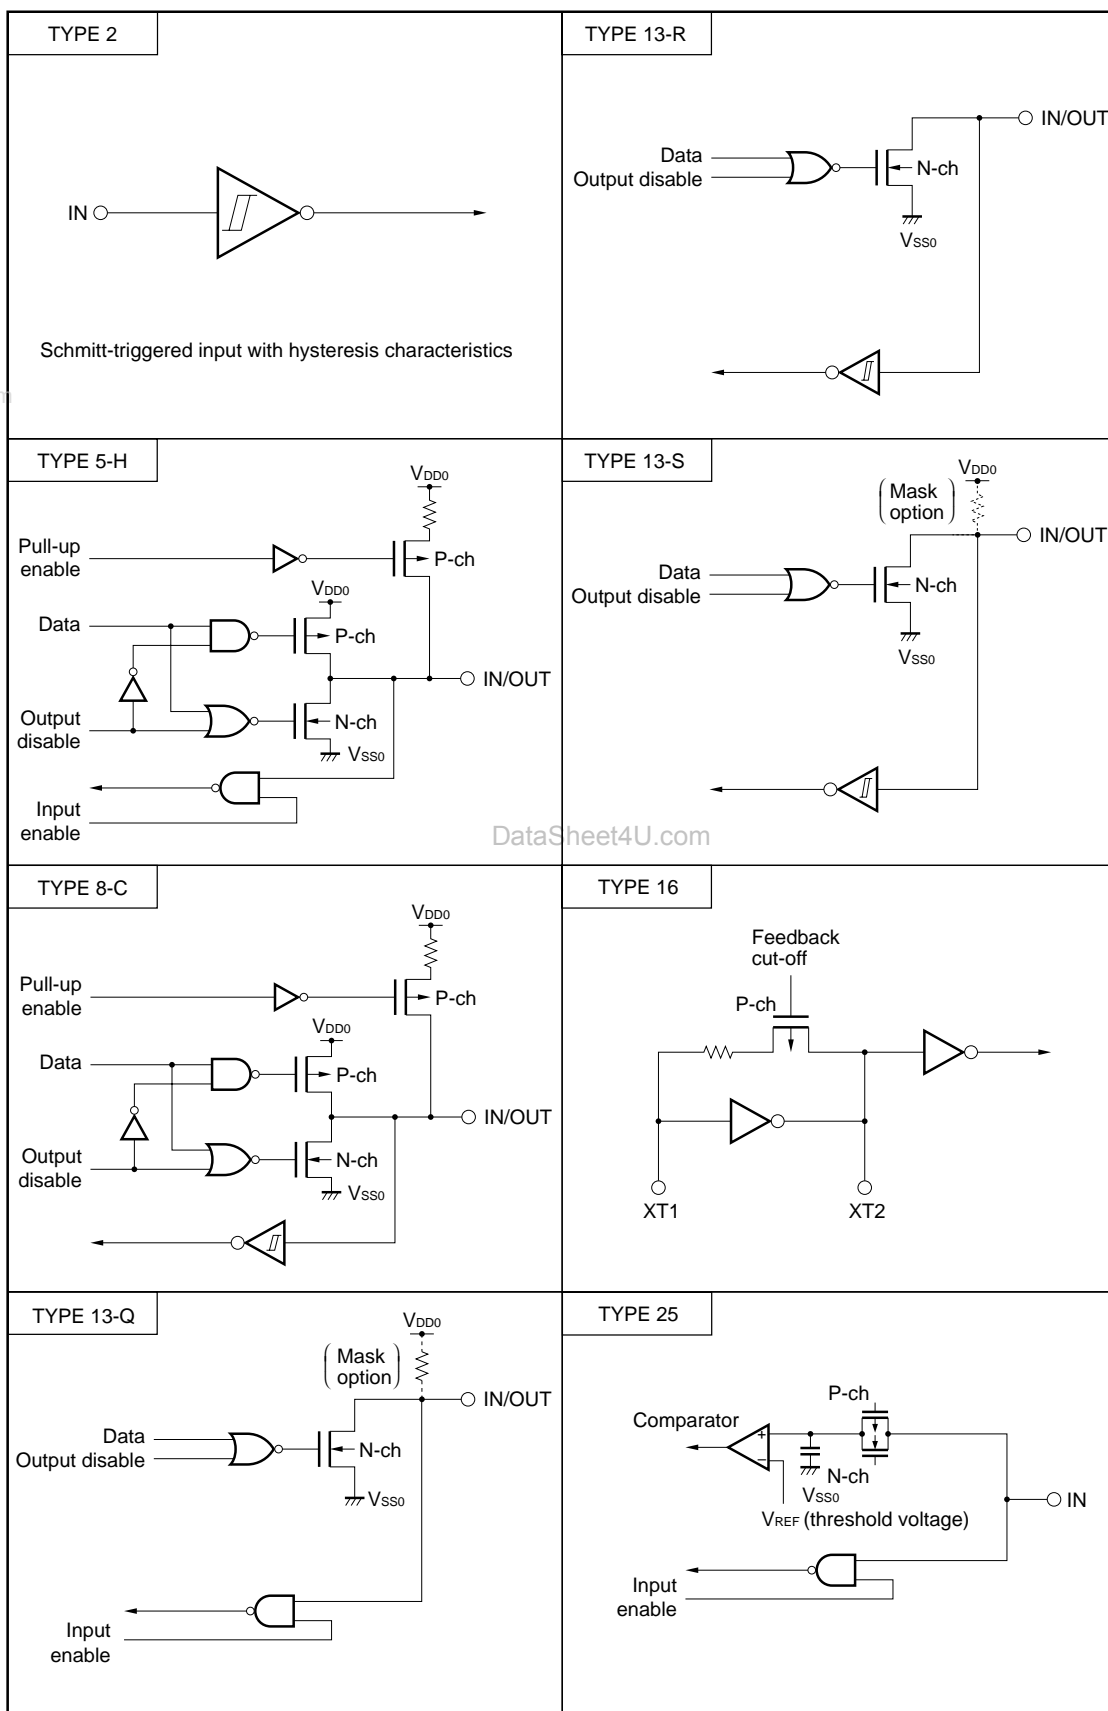 TYPE 2
IN
Schmitt-triggered input with hysteresis characteristics
TYPE 13-R
IN/OUT
Data
Output disable
N-ch
VSS0
TYPE 5-H
VDD0
Pull-up
enable
P-ch
VDD0
Data
P-ch
IN/OUT
Output
disable
N-ch
VSS0
Input
enable
TYPE 13-S
VDD0
(Mask
option)
IN/OUT
Data
Output disable
N-ch
VSS0
DataSheet4U.com
TYPE 8-C
VDD0
Pull-up
enable
P-ch
VDD0
Data
P-ch
IN/OUT
Output
disable
N-ch
VSS0
TYPE 16
Feedback
cut-off
P-ch
XT1
XT2
TYPE 13-Q
VDD0
(Mask
option)
IN/OUT
Data
Output disable
N-ch
VSS0
Input
enable
TYPE 25
P-ch
Comparator
+
−
N-ch
VSS0
VREF (threshold voltage)
IN
Input
enable